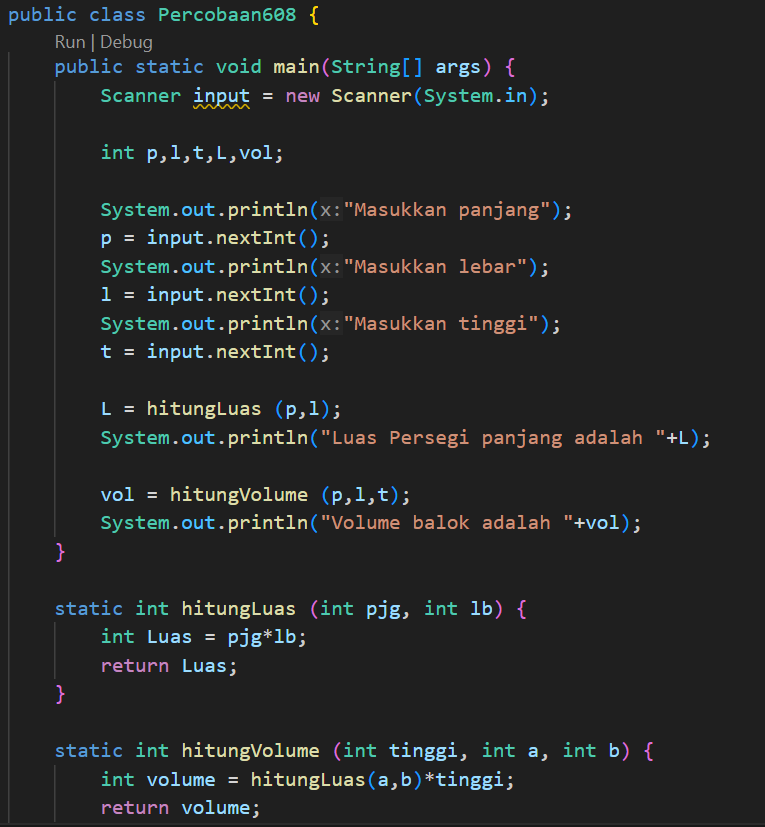 public class Percobaan608 {
Run | Debug
public static void main(String[] args) {
Scanner input = new Scanner(System.in);
int p,l,t,L,vol;
System.out.println(x:"Masukkan panjang");
p = input.nextInt();
System.out.println(x:"Masukkan lebar");
l = input.nextInt();
System.out.println(x:"Masukkan tinggi");
t = input.nextInt();
L = hitungLuas (p,l);
System.out.println("Luas Persegi panjang adalah "+L);
vol = hitungVolume (p,l,t);
System.out.println("Volume balok adalah "+vol);
}
static int hitungLuas (int pjg, int lb) {
int Luas = pjg*lb;
return Luas;
}
static int hitungVolume (int tinggi, int a, int b) {
int volume = hitungLuas(a,b)*tinggi;
return volume;